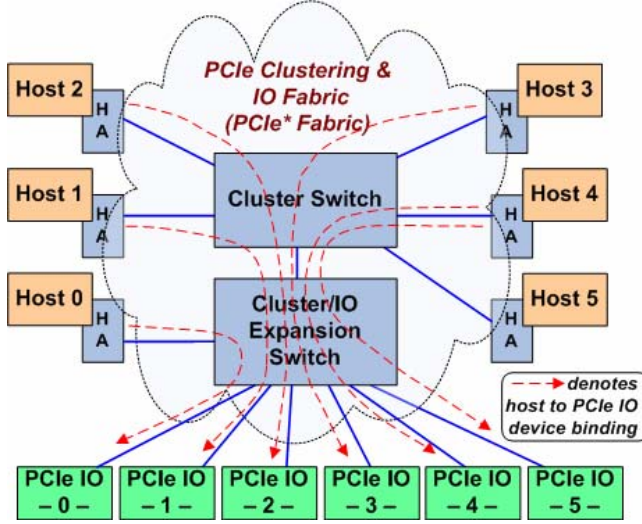 PCIe Clustering &
IO Fabric
(PCIe* Fabric)
Host 2
H
A
Host 3
H
A
Host 1
H
A
Cluster Switch
Host 4
H
A
Host 0
H
A
Cluster/IO
Expansion
Switch
Host 5
H
A
denotes
host to PCIe IO
device binding
PCIe IO
– 0 –
PCIe IO
– 1 –
PCIe IO
– 2 –
PCIe IO
– 3 –
PCIe IO
– 4 –
PCIe IO
– 5 –